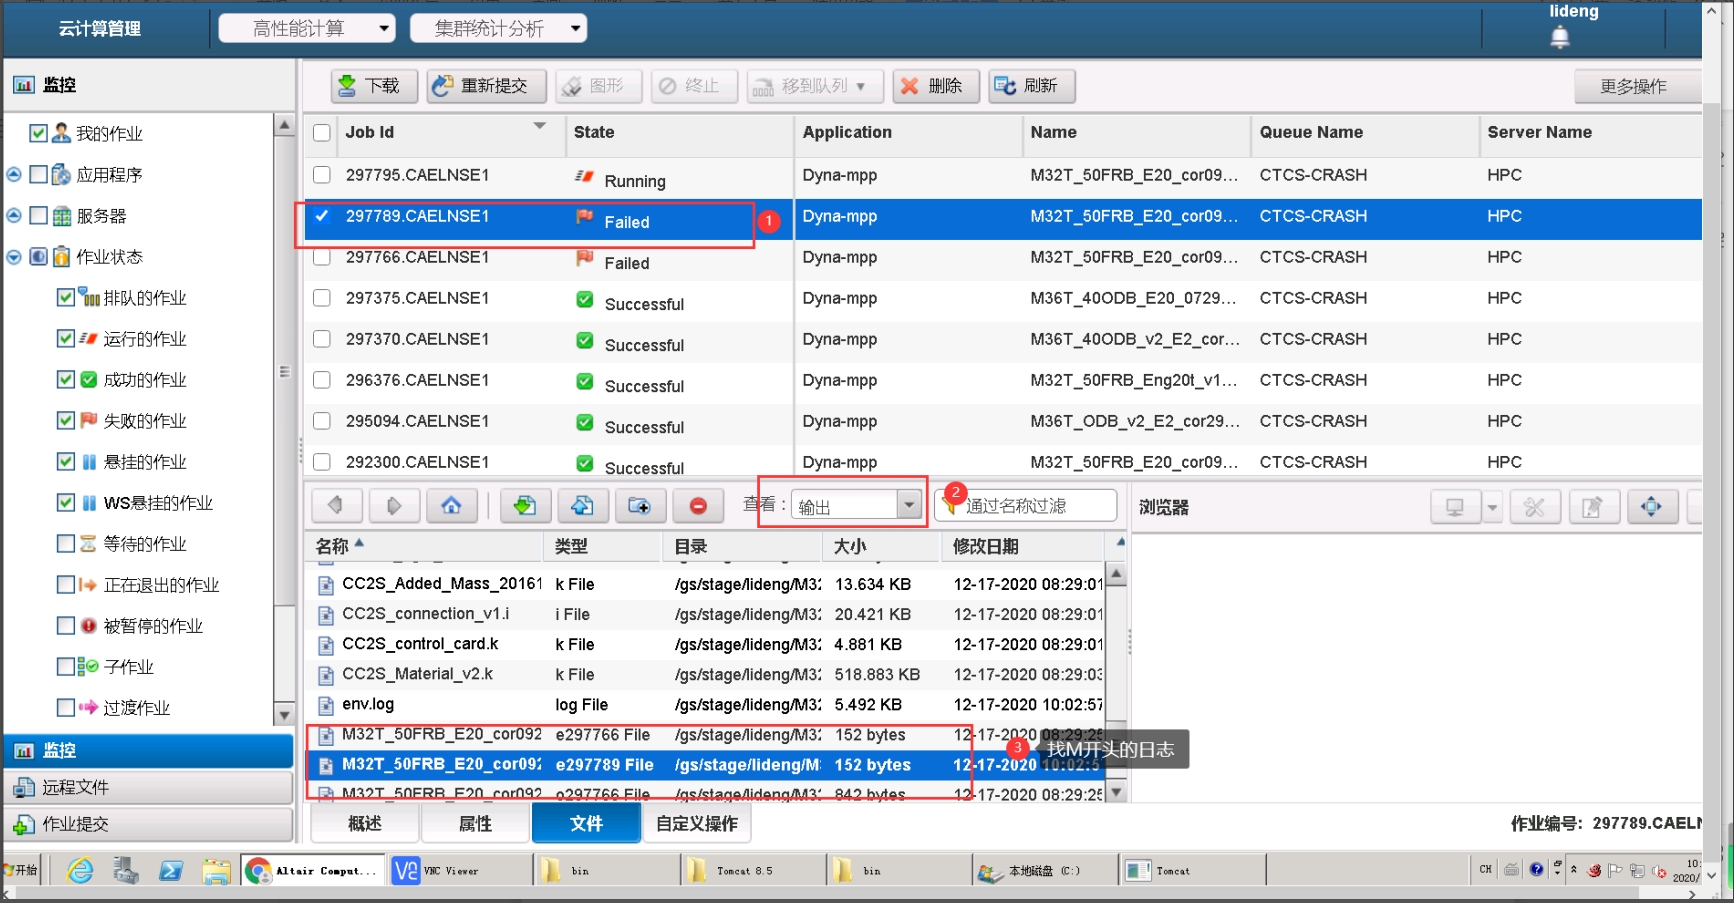 lideng
云计算管理
高性能计算
集群统计分析
监控
下载
重新提交
图形
终止
移到队列
删除
刷新
更多操作
我的作业
应用程序
服务器
作业状态
排队的作业
运行的作业
成功的作业
失败的作业
悬挂的作业
WS悬挂的作业
等待的作业
正在退出的作业
被暂停的作业
子作业
过渡作业
监控
远程文件
作业提交
Job Id State Application Name Queue Name Server Name
297795.CAELNSE1 Running Dyna-mpp M32T_50FRB_E20_cor09... CTCS-CRASH HPC
297789.CAELNSE1 Failed 1 Dyna-mpp M32T_50FRB_E20_cor09... CTCS-CRASH HPC
297766.CAELNSE1 Failed Dyna-mpp M32T_50FRB_E20_cor09... CTCS-CRASH HPC
297375.CAELNSE1 Successful Dyna-mpp M36T_40ODB_E20_0729... CTCS-CRASH HPC
297370.CAELNSE1 Successful Dyna-mpp M36T_40ODB_v2_E2_cor... CTCS-CRASH HPC
296376.CAELNSE1 Successful Dyna-mpp M32T_50FRB_Eng20t_v1... CTCS-CRASH HPC
295094.CAELNSE1 Successful Dyna-mpp M36T_ODB_v2_E2_cor29... CTCS-CRASH HPC
292300.CAELNSE1 Successful Dyna-mpp M32T_50FRB_E20_cor09... CTCS-CRASH HPC
查看： 输出 2 通过名称过滤 浏览器
名称 类型 目录 大小 修改日期
CC2S_Added_Mass_20161 k File /gs/stage/lideng/M32 13.634 KB 12-17-2020 08:29:01
CC2S_connection_v1.i i File /gs/stage/lideng/M32 20.421 KB 12-17-2020 08:29:01
CC2S_control_card.k k File /gs/stage/lideng/M32 4.881 KB 12-17-2020 08:29:01
CC2S_Material_v2.k k File /gs/stage/lideng/M32 518.883 KB 12-17-2020 08:29:03
env.log log File /gs/stage/lideng/M32 5.492 KB 12-17-2020 10:02:57
M32T_50FRB_E20_cor092 e297766 File /gs/stage/lideng/M32 152 bytes 12-17-2020 08:29:25
M32T_50FRB_E20_cor092 e297789 File /gs/stage/lideng/M 152 bytes 12-17-2020 10:02:5
3 找M开头的日志
M32T_50FRB_E20_cor092 o297766 File /gs/stage/lideng/M32 842 bytes 12-17-2020 08:29:25
概述 属性 文件 自定义操作
作业编号: 297789.CAELN
开始 Altair Comput... VNC Viewer bin Tomcat 8.5 bin 本地磁盘 (C:) Tomcat CH 10:
2020/